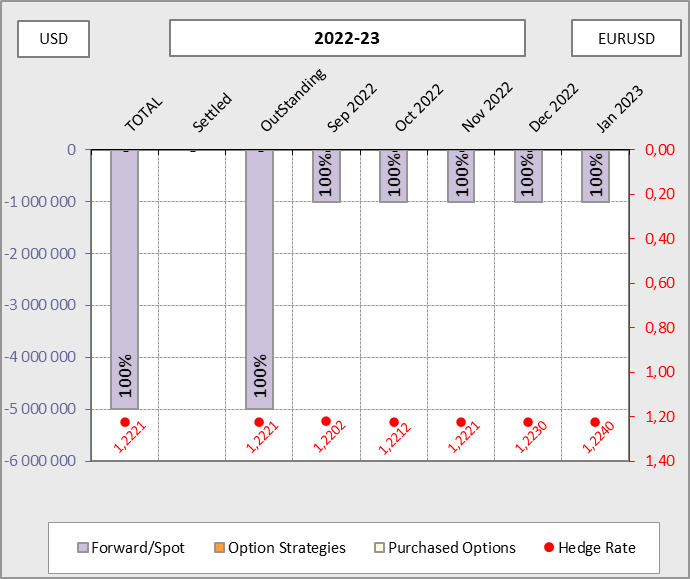 USD 2022-23 EURUSD
TOTAL Settled OutStanding Sep 2022 Oct 2022 Nov 2022 Dec 2022 Jan 2023
0 0,00
100% 100% 100% 100% 100%
-1 000 000 0,20
-2 000 000 0,40
0,60
-3 000 000 0,80
-4 000 000 1,00
100% 100%
-5 000 000 1,20
1,2221 1,2221 1,2202 1,2212 1,2221 1,2230 1,2240
-6 000 000 1,40
Forward/Spot Option Strategies Purchased Options Hedge Rate